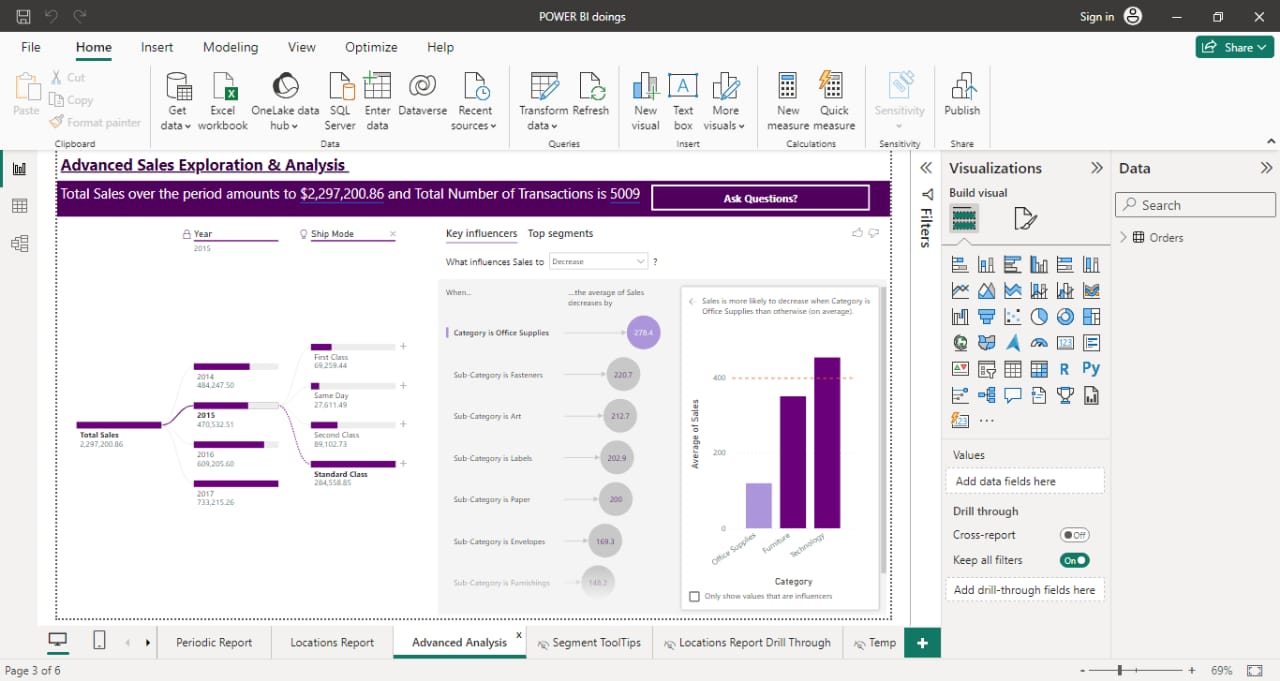 POWER BI doings
Sign in
File Home Insert Modeling View Optimize Help
Share
Paste
Cut
Copy
Format painter
Clipboard
Get data
Excel workbook
OneLake data hub
SQL Server
Enter data
Dataverse
Recent sources
Data
Transform data
Refresh
Queries
New visual
Text box
More visuals
Insert
New measure
Quick measure
Calculations
Sensitivity
Sensitivity
Publish
Share
Advanced Sales Exploration & Analysis
Total Sales over the period amounts to $2,297,200.86 and Total Number of Transactions is 5009
Ask Questions?
Year
2015
Ship Mode
Total Sales
2,297,200.86
2014
484,247.50
2015
470,532.51
2016
609,205.60
2017
733,215.26
First Class
69,259.44
Same Day
27,611.49
Second Class
89,102.73
Standard Class
284,558.85
Key influencers Top segments
What influences Sales to Decrease ?
When...
...the average of Sales
decreases by
Category is Office Supplies 278.4
Sub-Category is Fasteners 220.7
Sub-Category is Art 212.7
Sub-Category is Labels 202.9
Sub-Category is Paper 200
Sub-Category is Envelopes 169.3
Sub-Category is Furnishings 148.2
Sales is more likely to decrease when Category is
Office Supplies than otherwise (on average).
Average of Sales
400
200
0
Office Supplies
Furniture
Technology
Category
Only show values that are influencers
Filters
Visualizations
Build visual
123
R
Py
123
Values
Add data fields here
Drill through
Cross-report Off
Keep all filters On
Add drill-through fields here
Data
Search
Orders
Periodic Report
Locations Report
Advanced Analysis x
Segment ToolTips
Locations Report Drill Through
Temp
+
Page 3 of 6
- + 69%